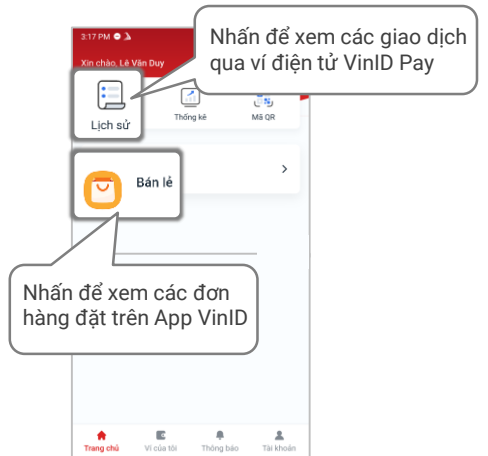 3:17 PM
Nhấn để xem các giao dịch
qua ví điện tử VinID Pay
Xin chào, Lê Văn Duy
Lịch sử
Thống kê
Mã QR
Bán lẻ
Nhấn để xem các đơn
hàng đặt trên App VinID
Trang chủ
Ví của tôi
Thông báo
Tài khoản